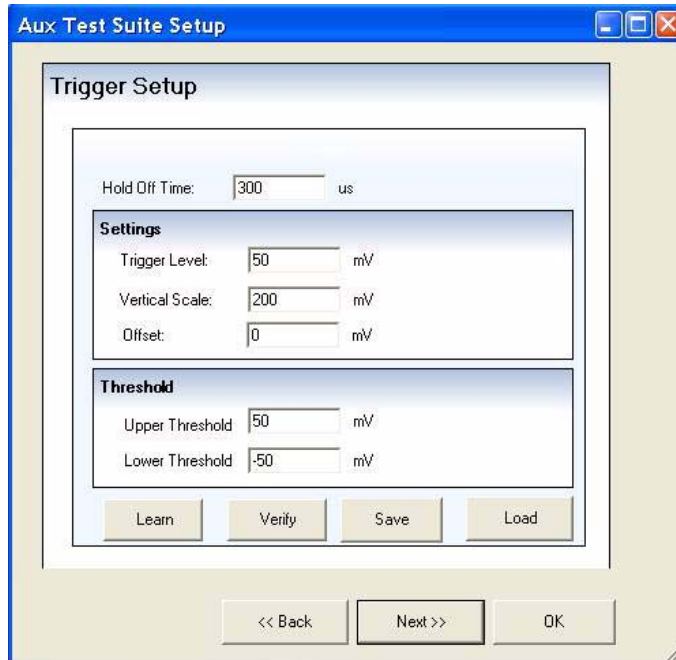 Aux Test Suite Setup
Trigger Setup
Hold Off Time: 300 us
Settings
Trigger Level: 50 mV
Vertical Scale: 200 mV
Offset: 0 mV
Threshold
Upper Threshold 50 mV
Lower Threshold -50 mV
Learn Verify Save Load
<< Back Next >> OK